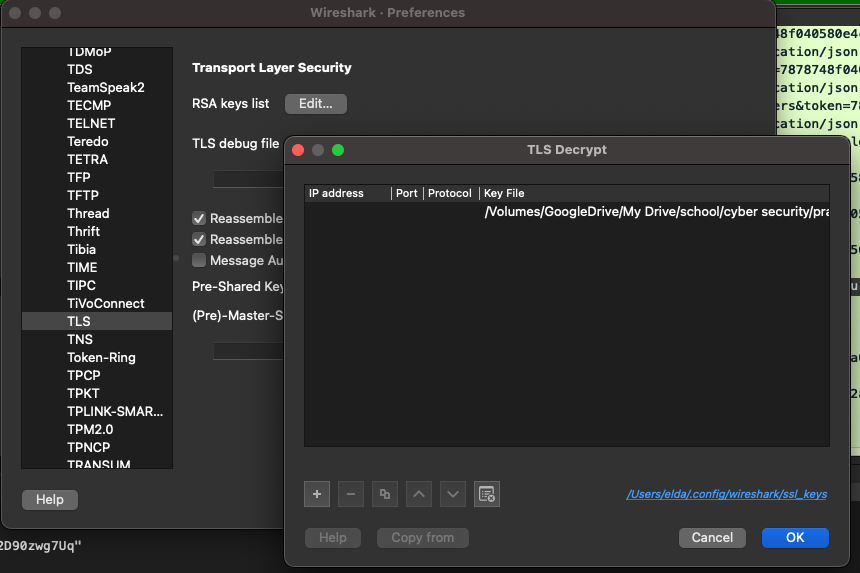 Wireshark · Preferences
TDMoP
TDS
TeamSpeak2
TECMP
TELNET
Teredo
TETRA
TFP
TFTP
Thread
Thrift
Tibia
TIME
TIPC
TiVoConnect
TLS
TNS
Token-Ring
TPCP
TPKT
TPLINK-SMAR...
TPM2.0
TPNCP
TRANSUM
Help
Transport Layer Security
RSA keys list
Edit...
TLS debug file
Reassemble
Reassemble
Message Au
Pre-Shared Key
(Pre)-Master-S
TLS Decrypt
IP address Port Protocol Key File
/Volumes/GoogleDrive/My Drive/school/cyber security/pra
/Users/elda/.config/wireshark/ssl_keys
Help Copy from Cancel OK
48f040580e4
cation/json
=7878748f040
cation/json
ers&token=78
cation/json
2D90zwg7Uq"